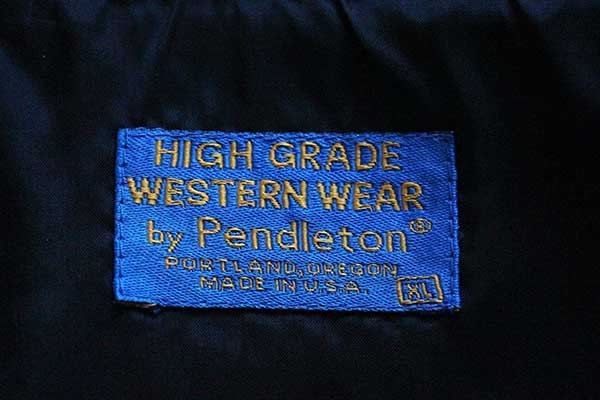 HIGH GRADE
WESTERN WEAR
by Pendleton®
PORTLAND, OREGON
MADE IN U.S.A. XL